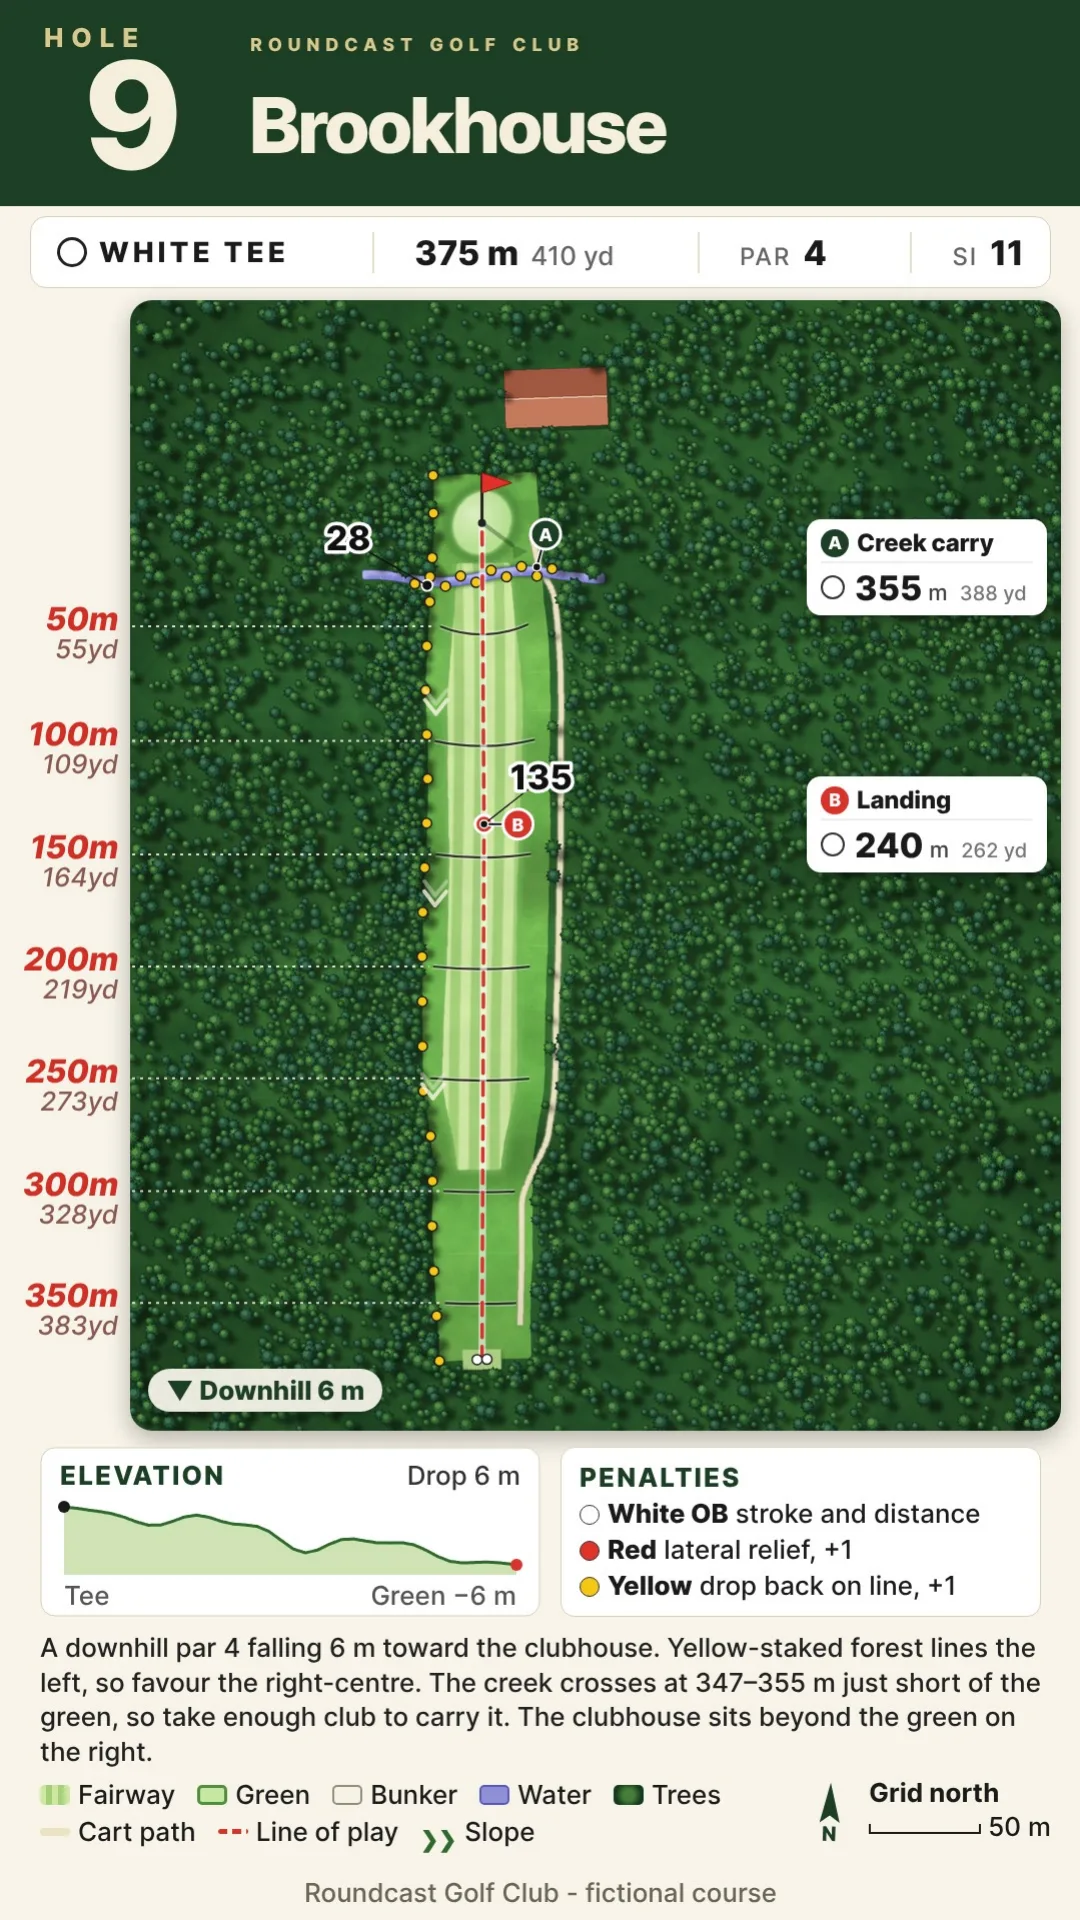 HOLE
9
ROUNDCAST GOLF CLUB
Brookhouse
WHITE TEE
375 m 410 yd
PAR 4
SI 11
28
A
A Creek carry
355 m 388 yd
50m
55yd
100m
109yd
135
B
B Landing
240 m 262 yd
150m
164yd
200m
219yd
250m
273yd
300m
328yd
350m
383yd
▼ Downhill 6 m
ELEVATION
Drop 6 m
Tee
Green −6 m
PENALTIES
White OB stroke and distance
Red lateral relief, +1
Yellow drop back on line, +1
A downhill par 4 falling 6 m toward the clubhouse. Yellow-staked forest lines the
left, so favour the right-centre. The creek crosses at 347–355 m just short of the
green, so take enough club to carry it. The clubhouse sits beyond the green on
the right.
Fairway Green Bunker Water Trees
Cart path Line of play Slope
N
Grid north
50 m
Roundcast Golf Club - fictional course